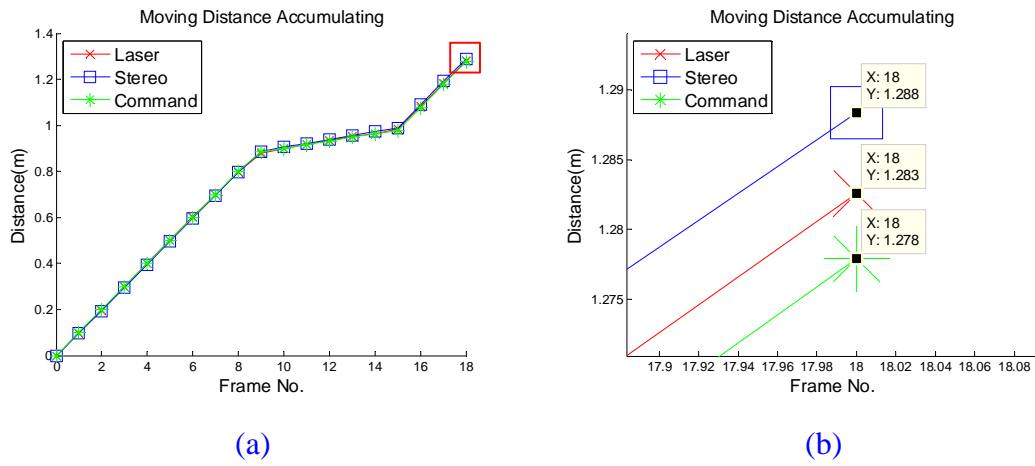 Moving Distance Accumulating
Laser
Stereo
Command
Distance(m)
1.4
1.2
1
0.8
0.6
0.4
0.2
0
0 2 4 6 8 10 12 14 16 18
Frame No.
(a)
Moving Distance Accumulating
Laser
Stereo
Command
X: 18
Y: 1.288
X: 18
Y: 1.283
X: 18
Y: 1.278
Distance(m)
1.29
1.285
1.28
1.275
17.9 17.92 17.94 17.96 17.98 18 18.02 18.04 18.06 18.08
Frame No.
(b)